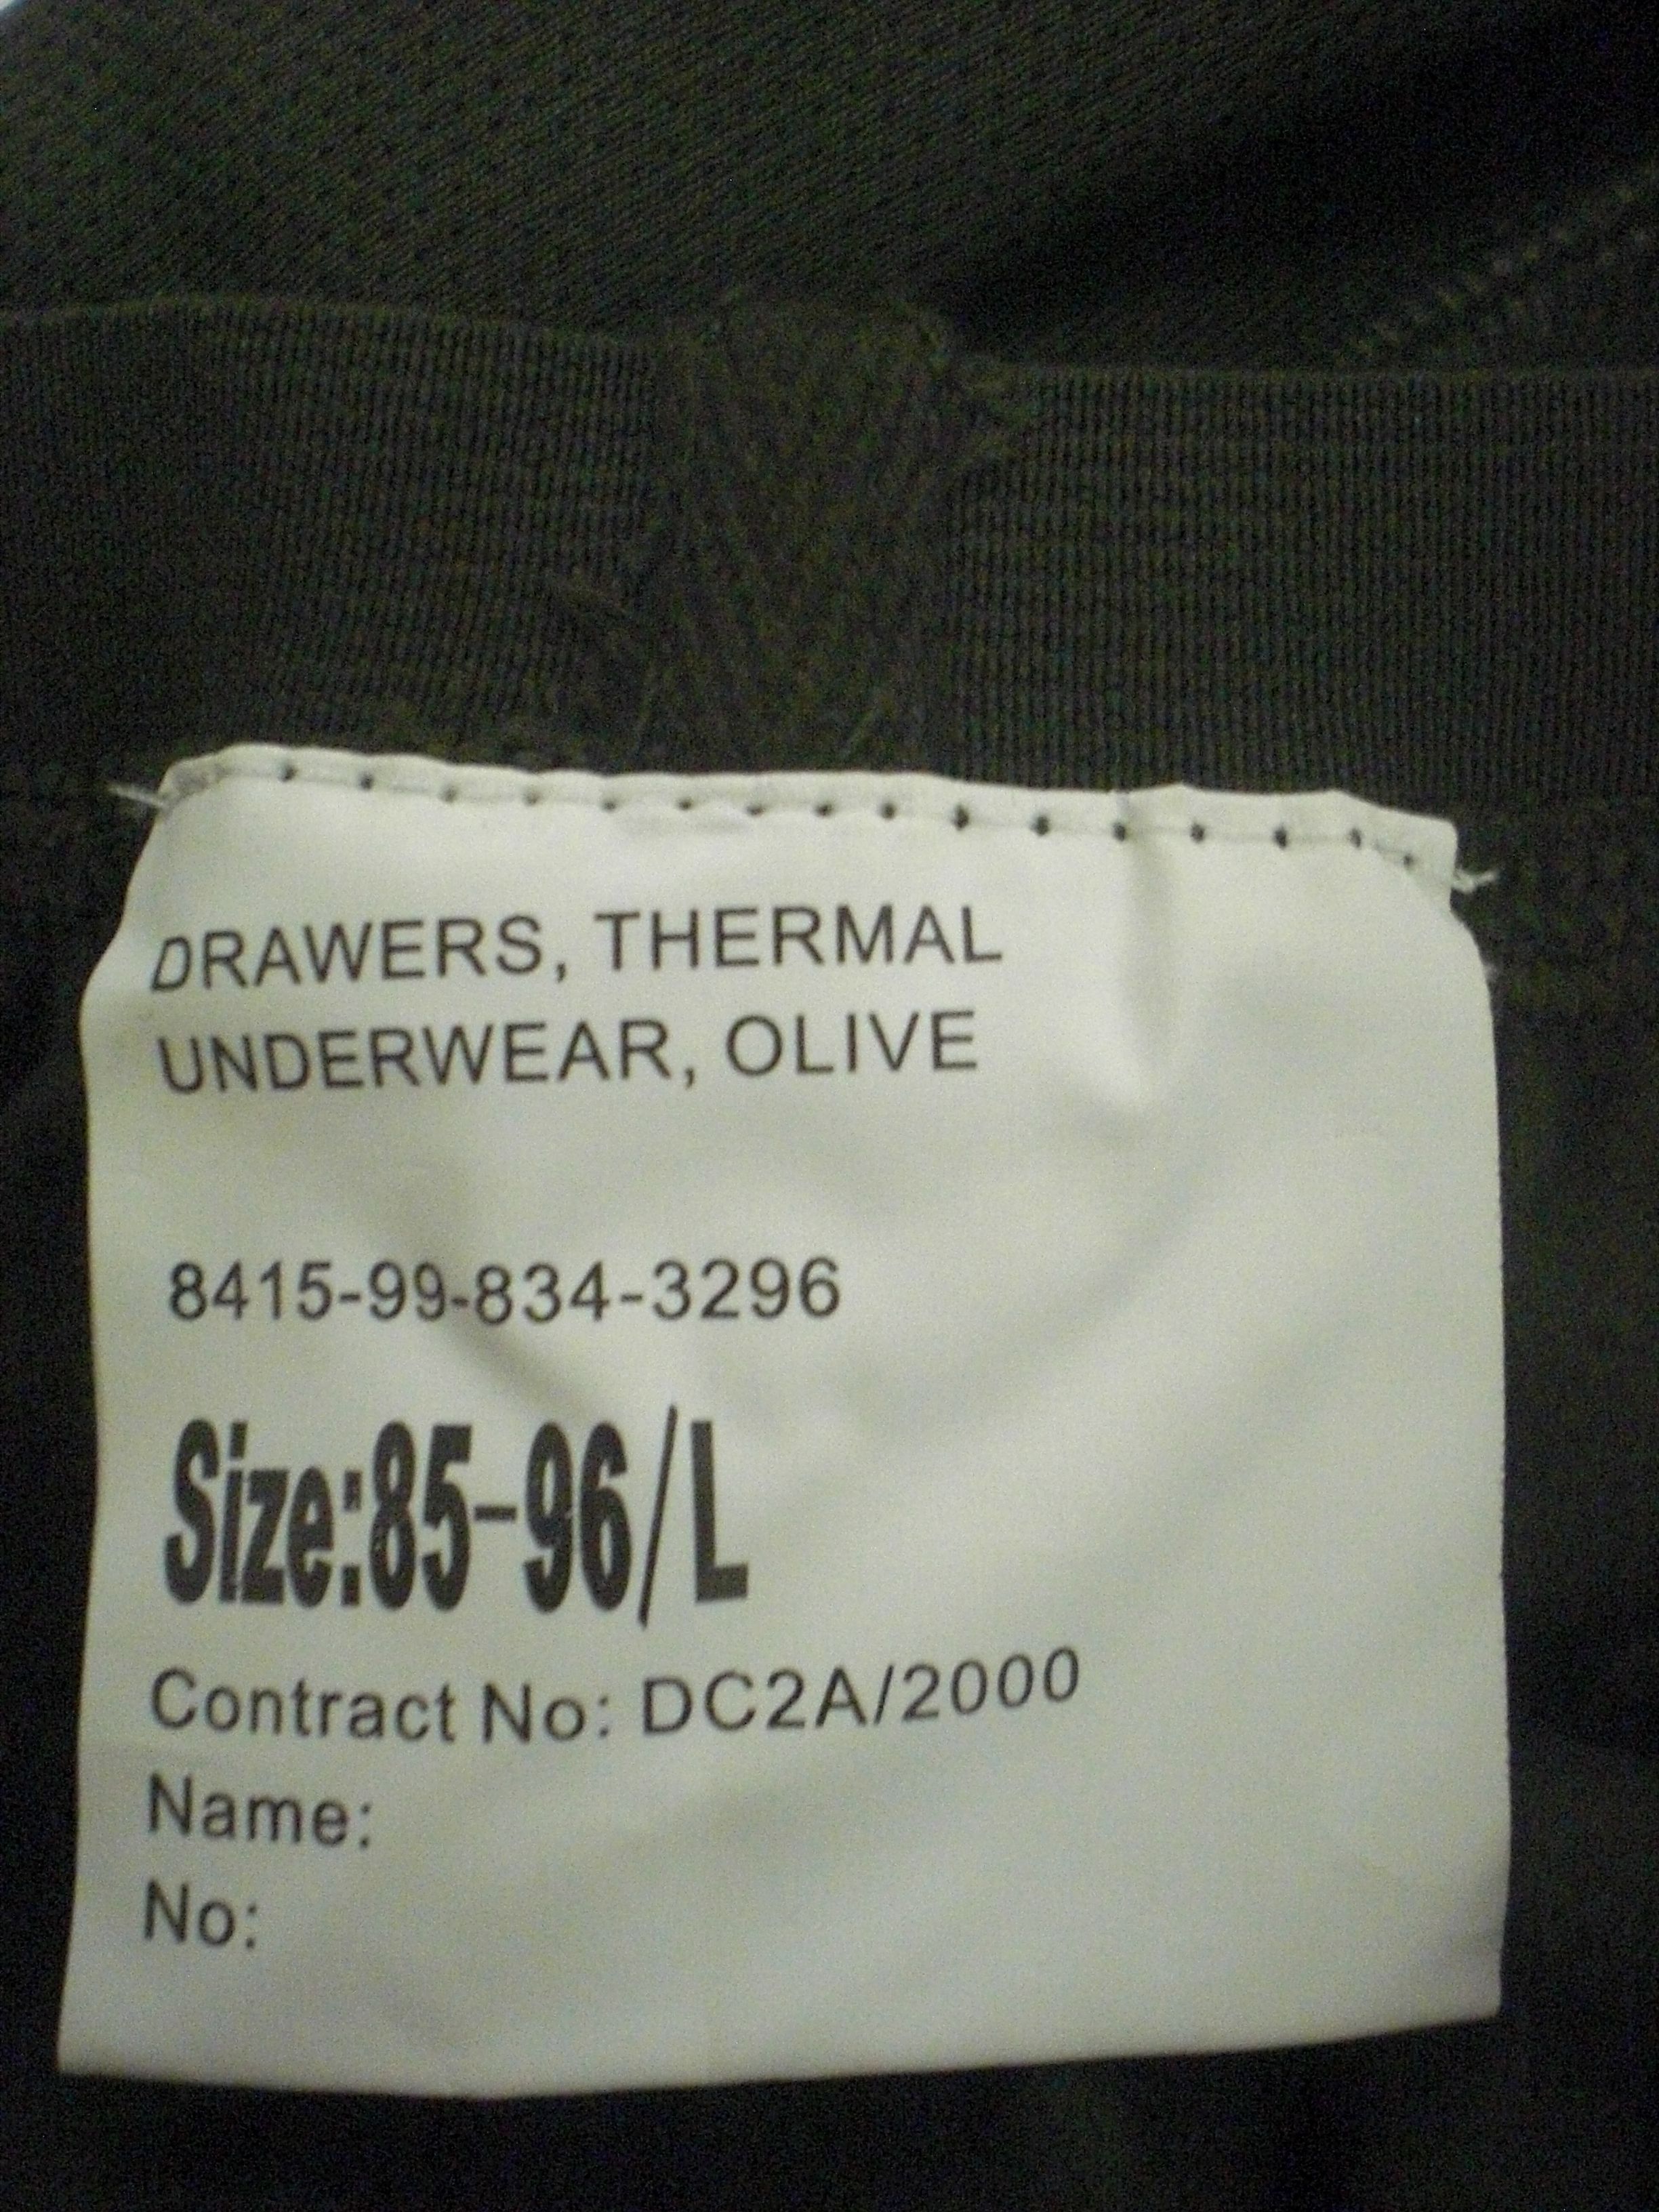 DRAWERS, THERMAL
UNDERWEAR, OLIVE
8415-99-834-3296
Size:85-96/L
Contract No: DC2A/2000
Name:
No: